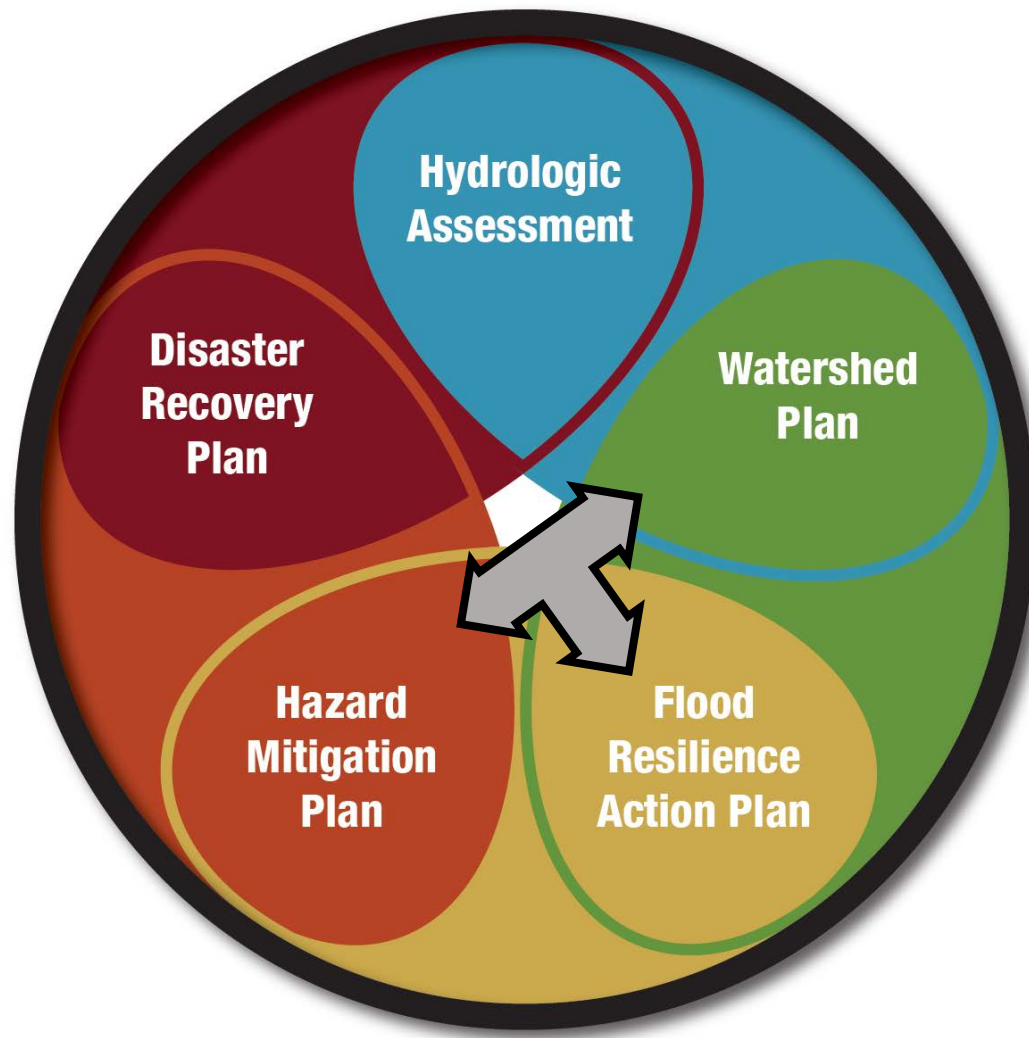 Hydrologic
Assessment
Watershed
Plan
Flood
Resilience
Action Plan
Hazard
Mitigation
Plan
Disaster
Recovery
Plan